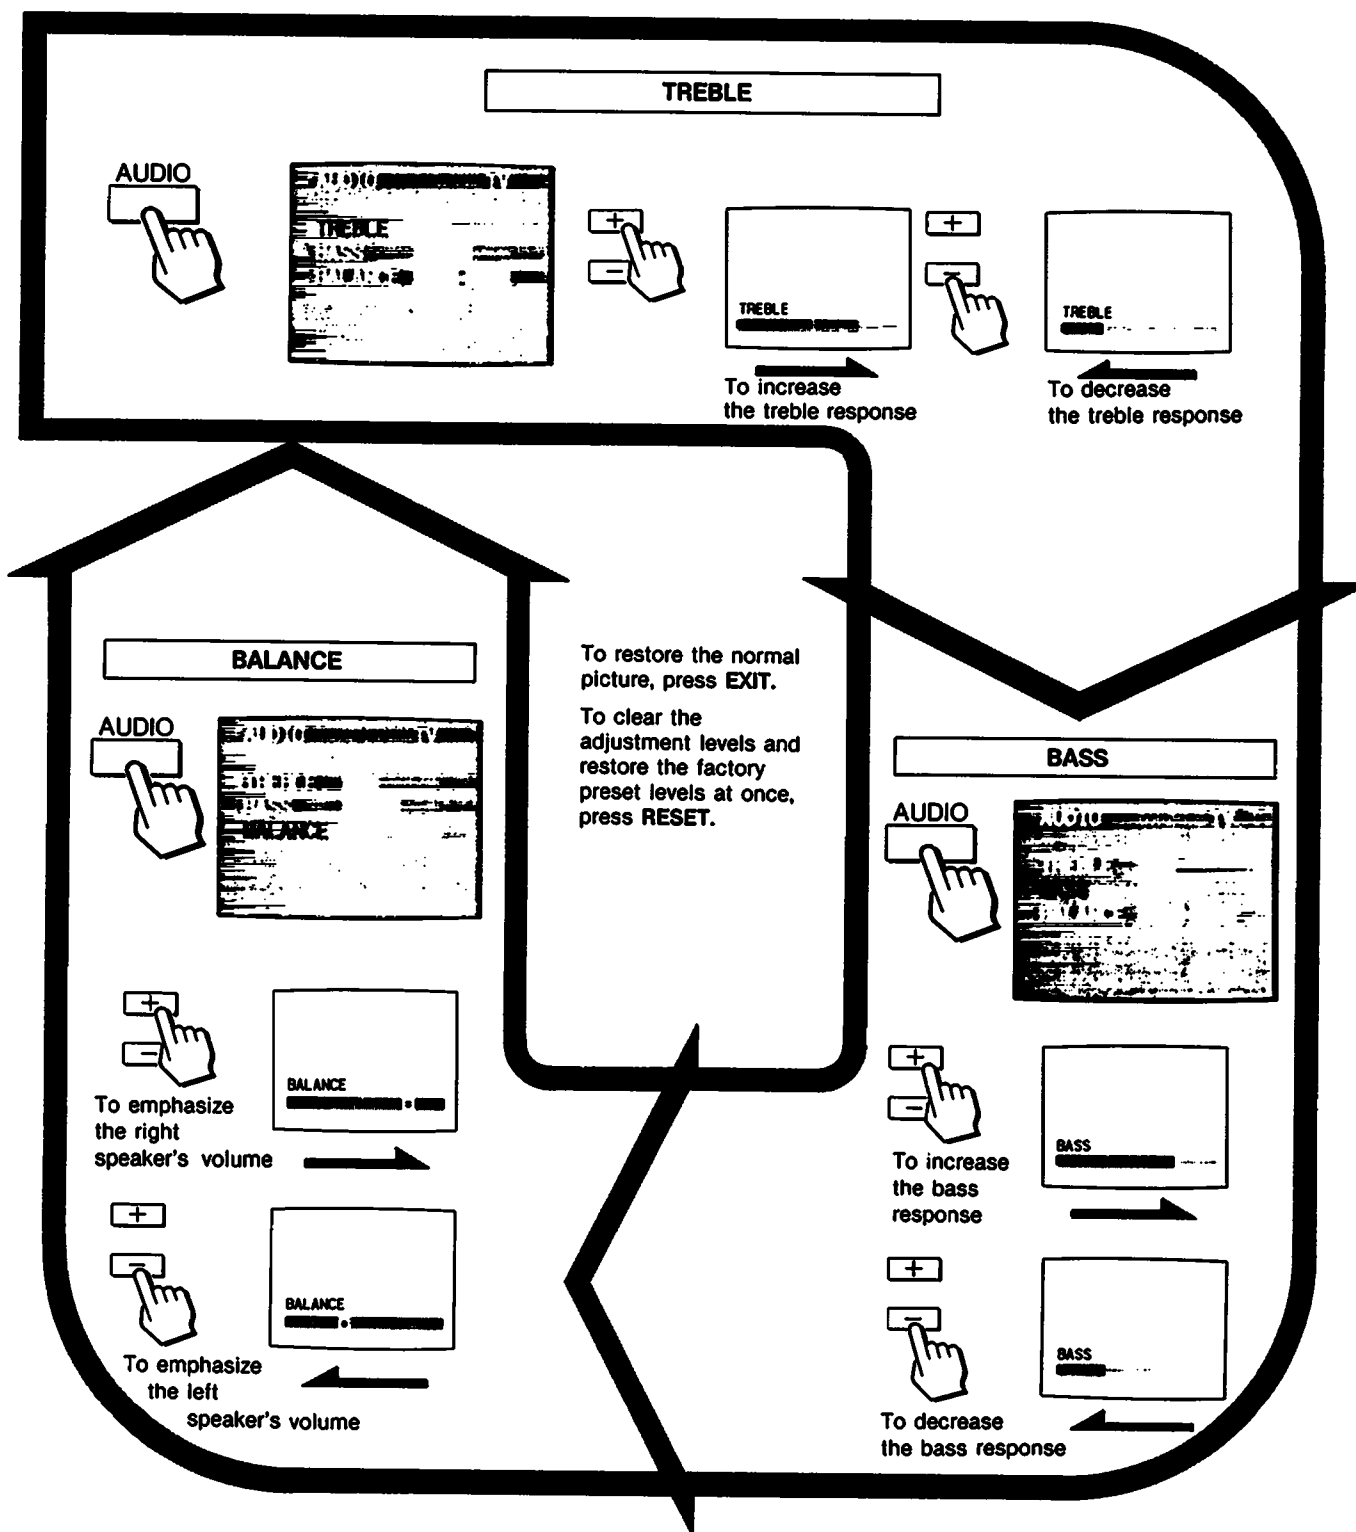 TREBLE
AUDIO
TREBLE
+
−
TREBLE
To increase
the treble response
+
−
TREBLE
To decrease
the treble response
BALANCE
AUDIO
BALANCE
+
−
To emphasize
the right
speaker's volume
BALANCE
+
−
To emphasize
the left
speaker's volume
BALANCE
To restore the normal
picture, press EXIT.
To clear the
adjustment levels and
restore the factory
preset levels at once,
press RESET.
BASS
AUDIO
AUDIO
+
−
To increase
the bass
response
BASS
+
−
To decrease
the bass response
BASS